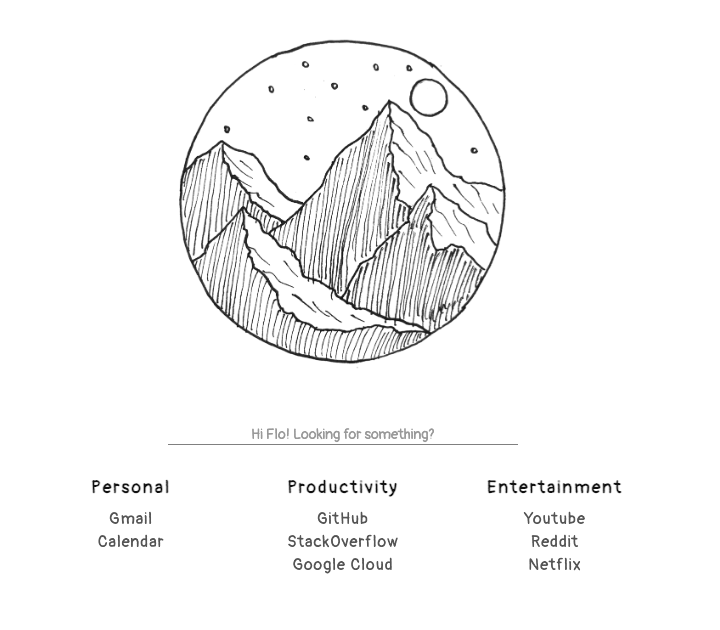 Hi Flo! Looking for something?
Personal
Gmail
Calendar
Productivity
GitHub
StackOverflow
Google Cloud
Entertainment
Youtube
Reddit
Netflix